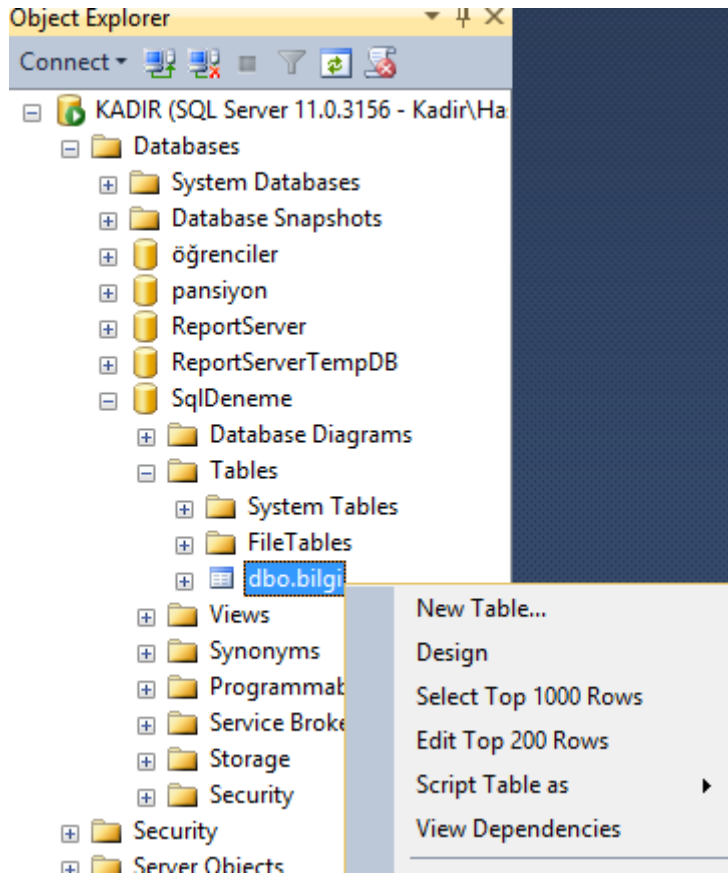 Object Explorer
Connect
KADIR (SQL Server 11.0.3156 - Kadir\Ha
Databases
System Databases
Database Snapshots
öğrenciler
pansiyon
ReportServer
ReportServerTempDB
SqlDeneme
Database Diagrams
Tables
System Tables
FileTables
dbo.bilgi
New Table...
Views
Design
Synonyms
Select Top 1000 Rows
Programmab
Edit Top 200 Rows
Service Broke
Script Table as
Storage
View Dependencies
Security
Security
Server Objects